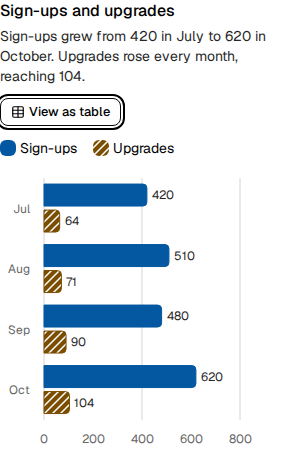 Sign-ups and upgrades
Sign-ups grew from 420 in July to 620 in
October. Upgrades rose every month,
reaching 104.
View as table
Sign-ups Upgrades
Jul 420
64
Aug 510
71
Sep 480
90
Oct 620
104
0 200 400 600 800